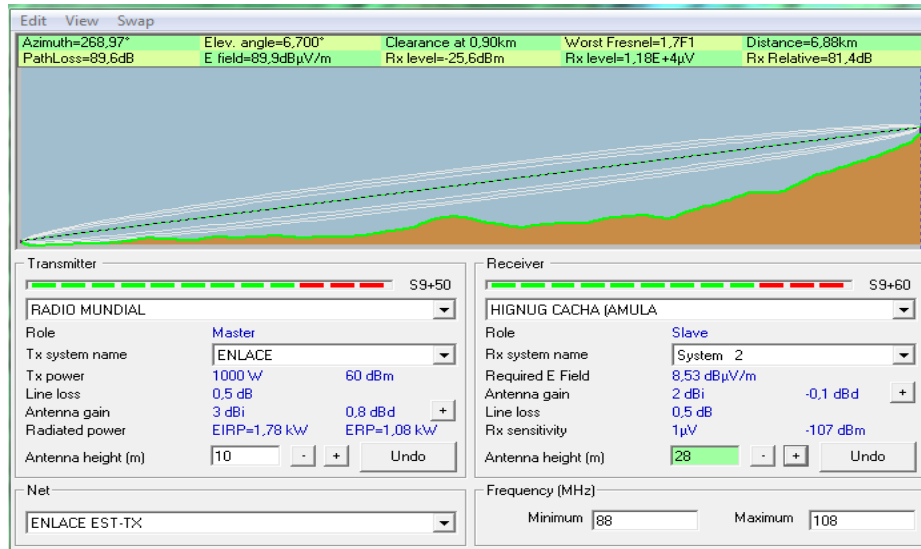 Edit View Swap
Azimuth=268,97° Elev. angle=6,700° Clearance at 0,90km Worst Fresnel=1,7F1 Distance=6,88km
PathLoss=89,6dB E field=89,9dBµV/m Rx level=-25,6dBm Rx level=1,18E+4µV Rx Relative=81,4dB
Transmitter
S9+50
RADIO MUNDIAL
Role Master
Tx system name ENLACE
Tx power 1000 W 60 dBm
Line loss 0,5 dB
Antenna gain 3 dBi 0,8 dBd +
Radiated power EIRP=1,78 kW ERP=1,08 kW
Antenna height (m) 10 - + Undo
Net
ENLACE EST-TX
Receiver
S9+60
HIGNUG CACHA (AMULA
Role Slave
Rx system name System 2
Required E Field 8,53 dBµV/m
Antenna gain 2 dBi -0,1 dBd +
Line loss 0,5 dB
Rx sensitivity 1µV -107 dBm
Antenna height (m) 28 - + Undo
Frequency (MHz)
Minimum 88 Maximum 108